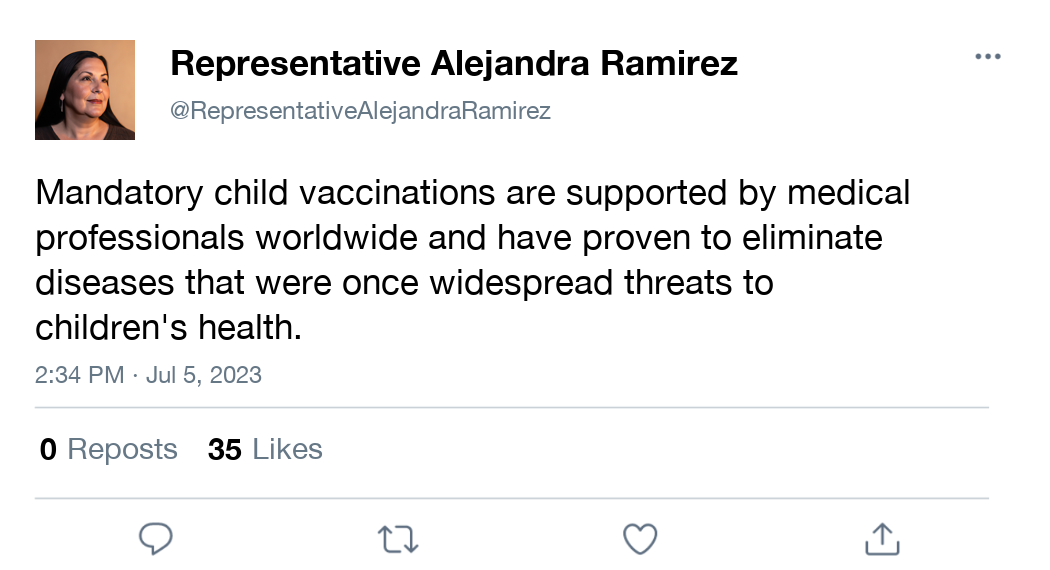 Representative Alejandra Ramirez
@RepresentativeAlejandraRamirez
Mandatory child vaccinations are supported by medical
professionals worldwide and have proven to eliminate
diseases that were once widespread threats to
children's health.
2:34 PM · Jul 5, 2023
0 Reposts 35 Likes